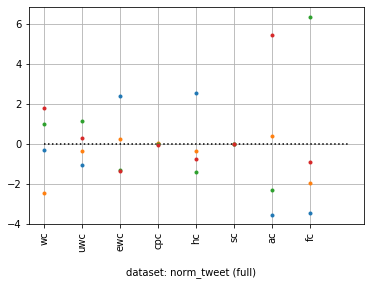 6
4
2
0
−2
−4
wc
uwc
ewc
cpc
hc
sc
ac
fc
dataset: norm_tweet (full)